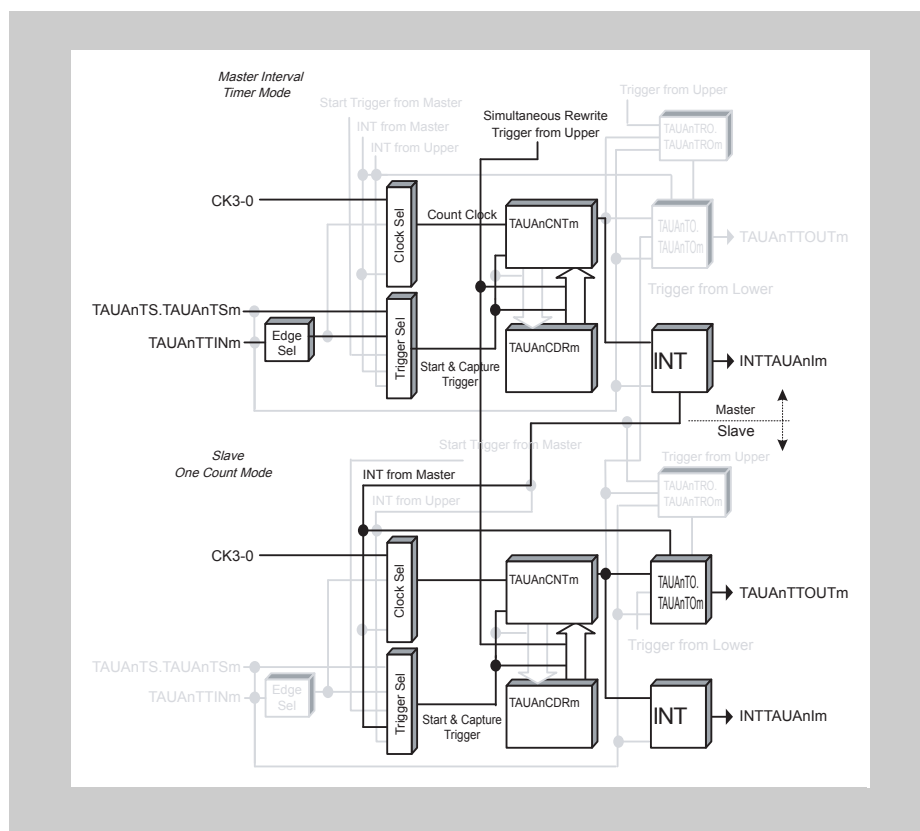 Master Interval
Timer Mode
Trigger from Upper
Start Trigger from Master
Simultaneous Rewrite
Trigger from Upper
INT from Master
INT from Upper
TAUAnTRO.
TAUAnTROm
CK3-0
Clock Sel
Count Clock
TAUAnCNTm
TAUAnTO.
TAUAnTOm
TAUAnTTOUTm
Trigger from Lower
TAUAnTS.TAUAnTSm
TAUAnTTINm
Edge
Sel
Trigger Sel
Start & Capture
Trigger
TAUAnCDRm
INT
INTTAUAnIm
Master
Slave
Slave
One Count Mode
Start Trigger from Master
Trigger from Upper
INT from Master
INT from Upper
TAUAnTRO.
TAUAnTROm
CK3-0
Clock Sel
TAUAnCNTm
TAUAnTO.
TAUAnTOm
TAUAnTTOUTm
Trigger from Lower
TAUAnTS.TAUAnTSm
TAUAnTTINm
Edge
Sel
Trigger Sel
Start & Capture
Trigger
TAUAnCDRm
INT
INTTAUAnIm